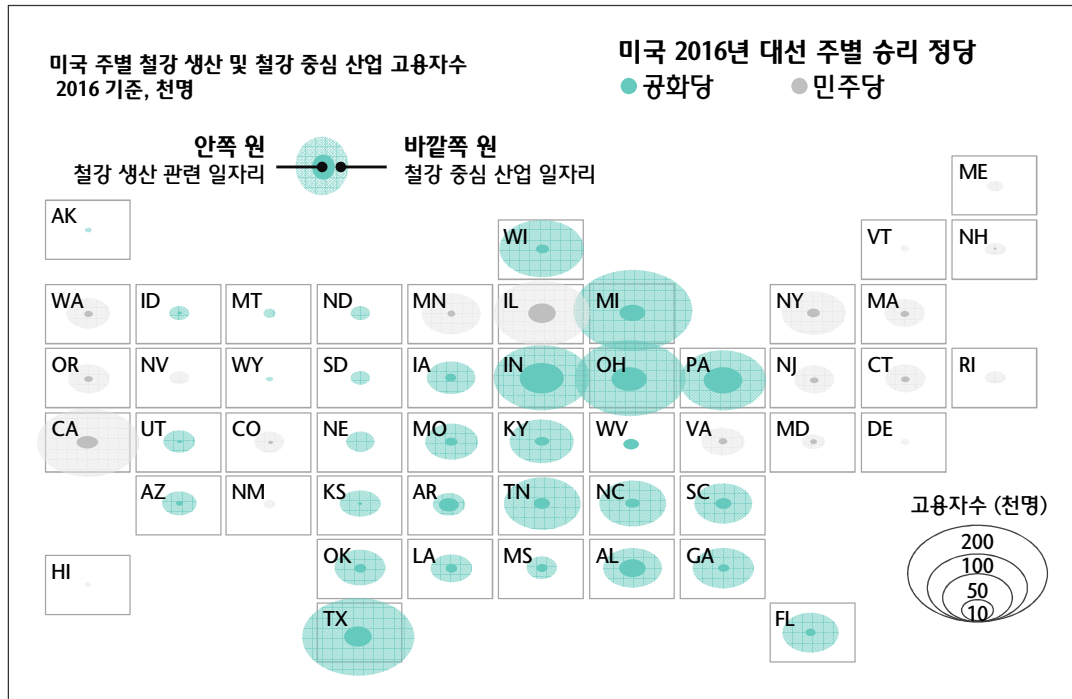 미국 주별 철강 생산 및 철강 중심 산업 고용자수
2016 기준, 천명
미국 2016년 대선 주별 승리 정당
공화당 민주당
안쪽 원
철강 생산 관련 일자리
바깥쪽 원
철강 중심 산업 일자리
ME
AK WI VT NH
WA ID MT ND MN IL MI NY MA
OR NV WY SD IA IN OH PA NJ CT RI
CA UT CO NE MO KY WV VA MD DE
AZ NM KS AR TN NC SC
HI OK LA MS AL GA
TX FL
고용자수 (천명)
200
100
50
10